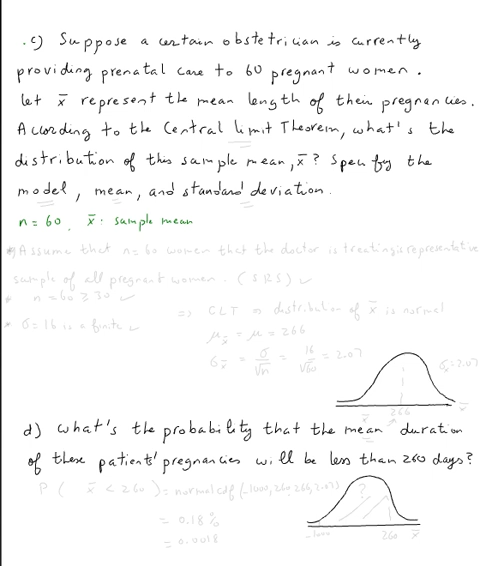 .c) Suppose a certain obstetrician is currently
providing prenatal care to 60 pregnant women.
Let x̄ represent the mean length of their pregnancies.
According to the Central limit Theorem, what's the
distribution of this sample mean, x̄? Specify the
model, mean, and standard deviation.
n = 60. x̄: sample mean
* Assume that n = 60 women that the doctor is treating is representative
sample of all pregnant women. (SRS) ✓
* n = 60 ≥ 30 ✓
* σ = 16 is a finite ✓
⇒ CLT ⇒ distribution of x̄ is normal
μx̄ = μ = 266
σx̄ = σ/√n = 16/√60 = 2.07
σx̄ = 2.07
266
x̄
d) what's the probability that the mean duration
of these patients' pregnancies will be less than 260 days?
P( x̄ < 260 ) = normalcdf(-1000, 260, 266, 2.07)
= 0.18%
= 0.0018
?
-1000 260 x̄